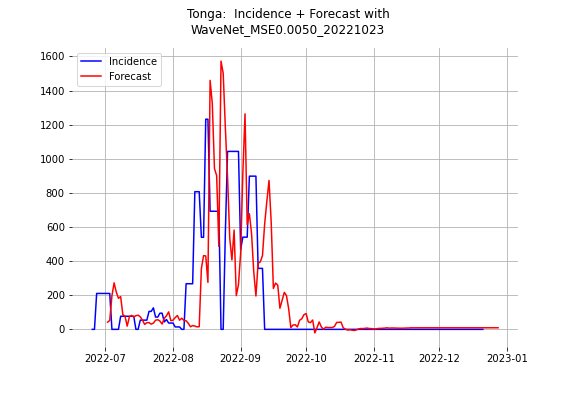 Tonga:  Incidence + Forecast with
WaveNet_MSE0.0050_20221023
Incidence
Forecast
1600
1400
1200
1000
800
600
400
200
0
2022-07 2022-08 2022-09 2022-10 2022-11 2022-12 2023-01